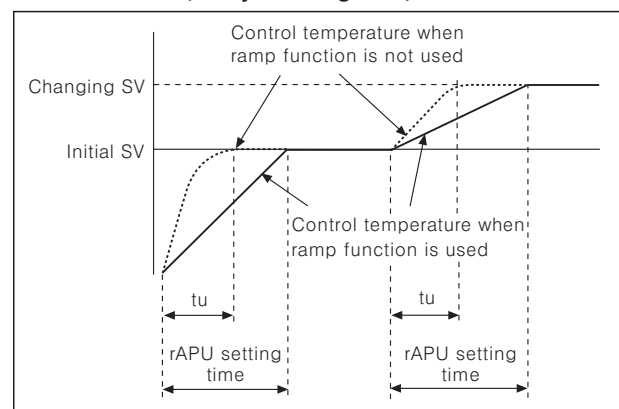 Control temperature when
ramp function is not used
Changing SV
Initial SV
Control temperature when
ramp function is used
tu
tu
rAPU setting
time
rAPU setting
time